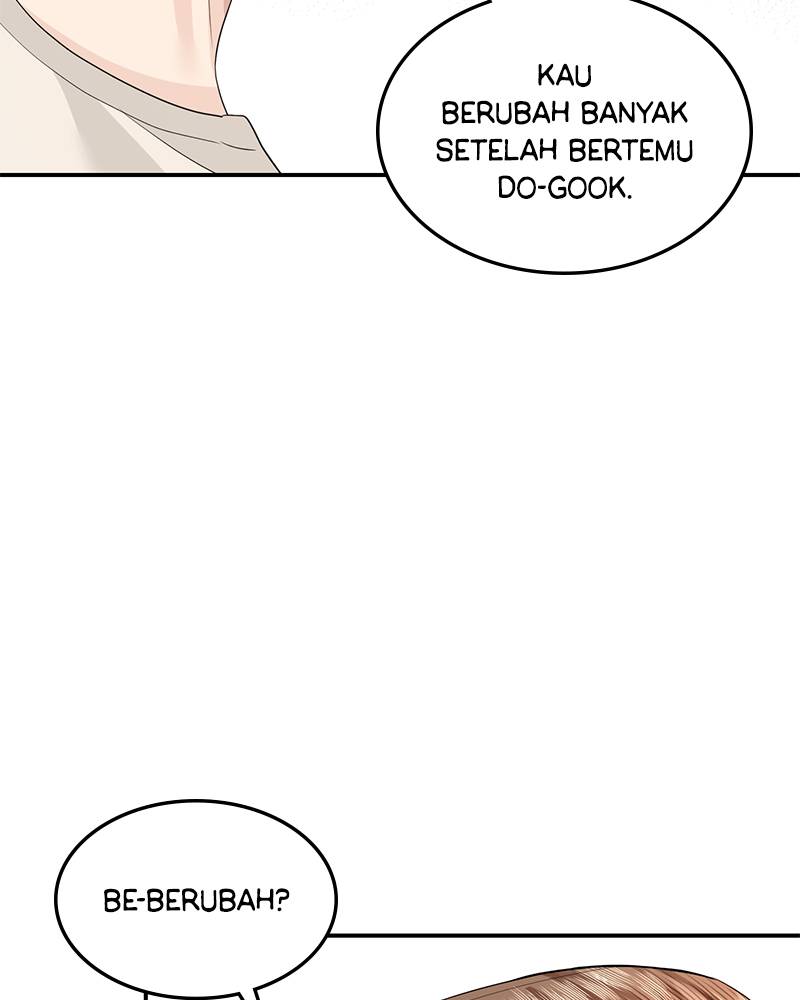 KAU
BERUBAH BANYAK
SETELAH BERTEMU
DO-GOOK.
BE-BERUBAH?